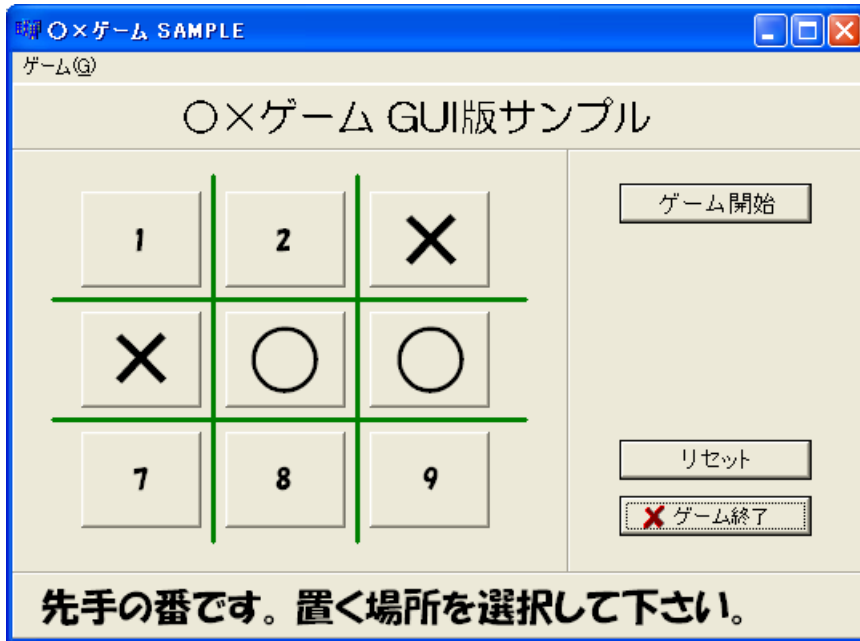 ○×ゲーム SAMPLE
ゲーム(G)
○×ゲーム GUI版サンプル
1 2 ×
ゲーム開始
× ○ ○
7 8 9
リセット
ゲーム終了
先手の番です。置く場所を選択して下さい。